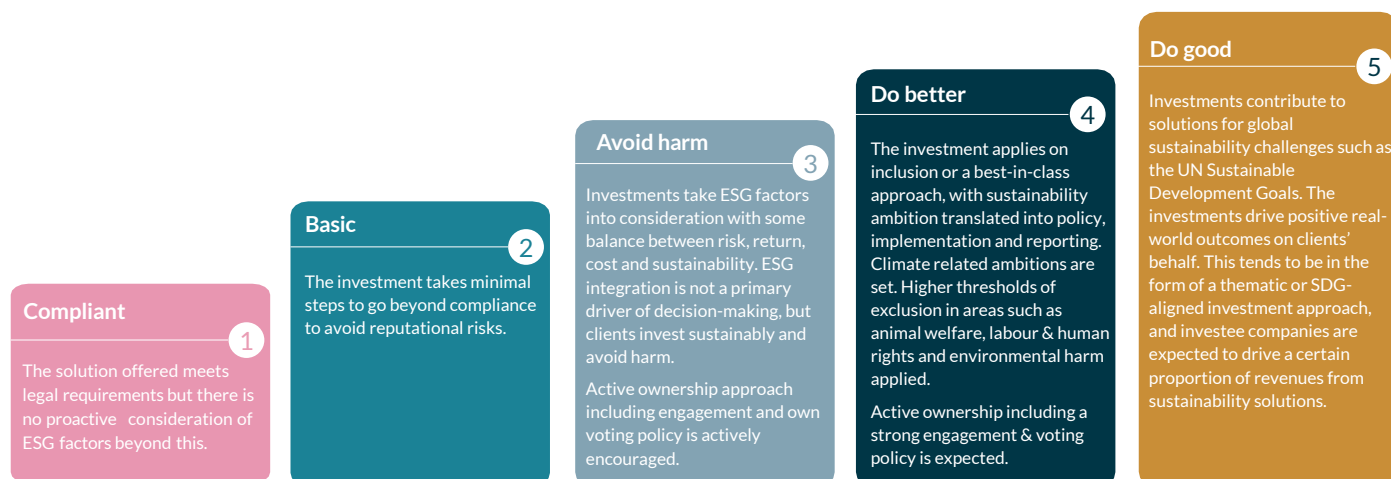 Compliant
1
The solution offered meets
legal requirements but there is
no proactive consideration of
ESG factors beyond this.
Basic
2
The investment takes minimal
steps to go beyond compliance
to avoid reputational risks.
Avoid harm
3
Investments take ESG factors
into consideration with some
balance between risk, return,
cost and sustainability. ESG
integration is not a primary
driver of decision-making, but
clients invest sustainably and
avoid harm.
Active ownership approach
including engagement and own
voting policy is actively
encouraged.
Do better
4
The investment applies on
inclusion or a best-in-class
approach, with sustainability
ambition translated into policy,
implementation and reporting.
Climate related ambitions are
set. Higher thresholds of
exclusion in areas such as
animal welfare, labour & human
rights and environmental harm
applied.
Active ownership including a
strong engagement & voting
policy is expected.
Do good
5
Investments contribute to
solutions for global
sustainability challenges such as
the UN Sustainable
Development Goals. The
investments drive positive real-
world outcomes on clients'
behalf. This tends to be in the
form of a thematic or SDG-
aligned investment approach,
and investee companies are
expected to drive a certain
proportion of revenues from
sustainability solutions.